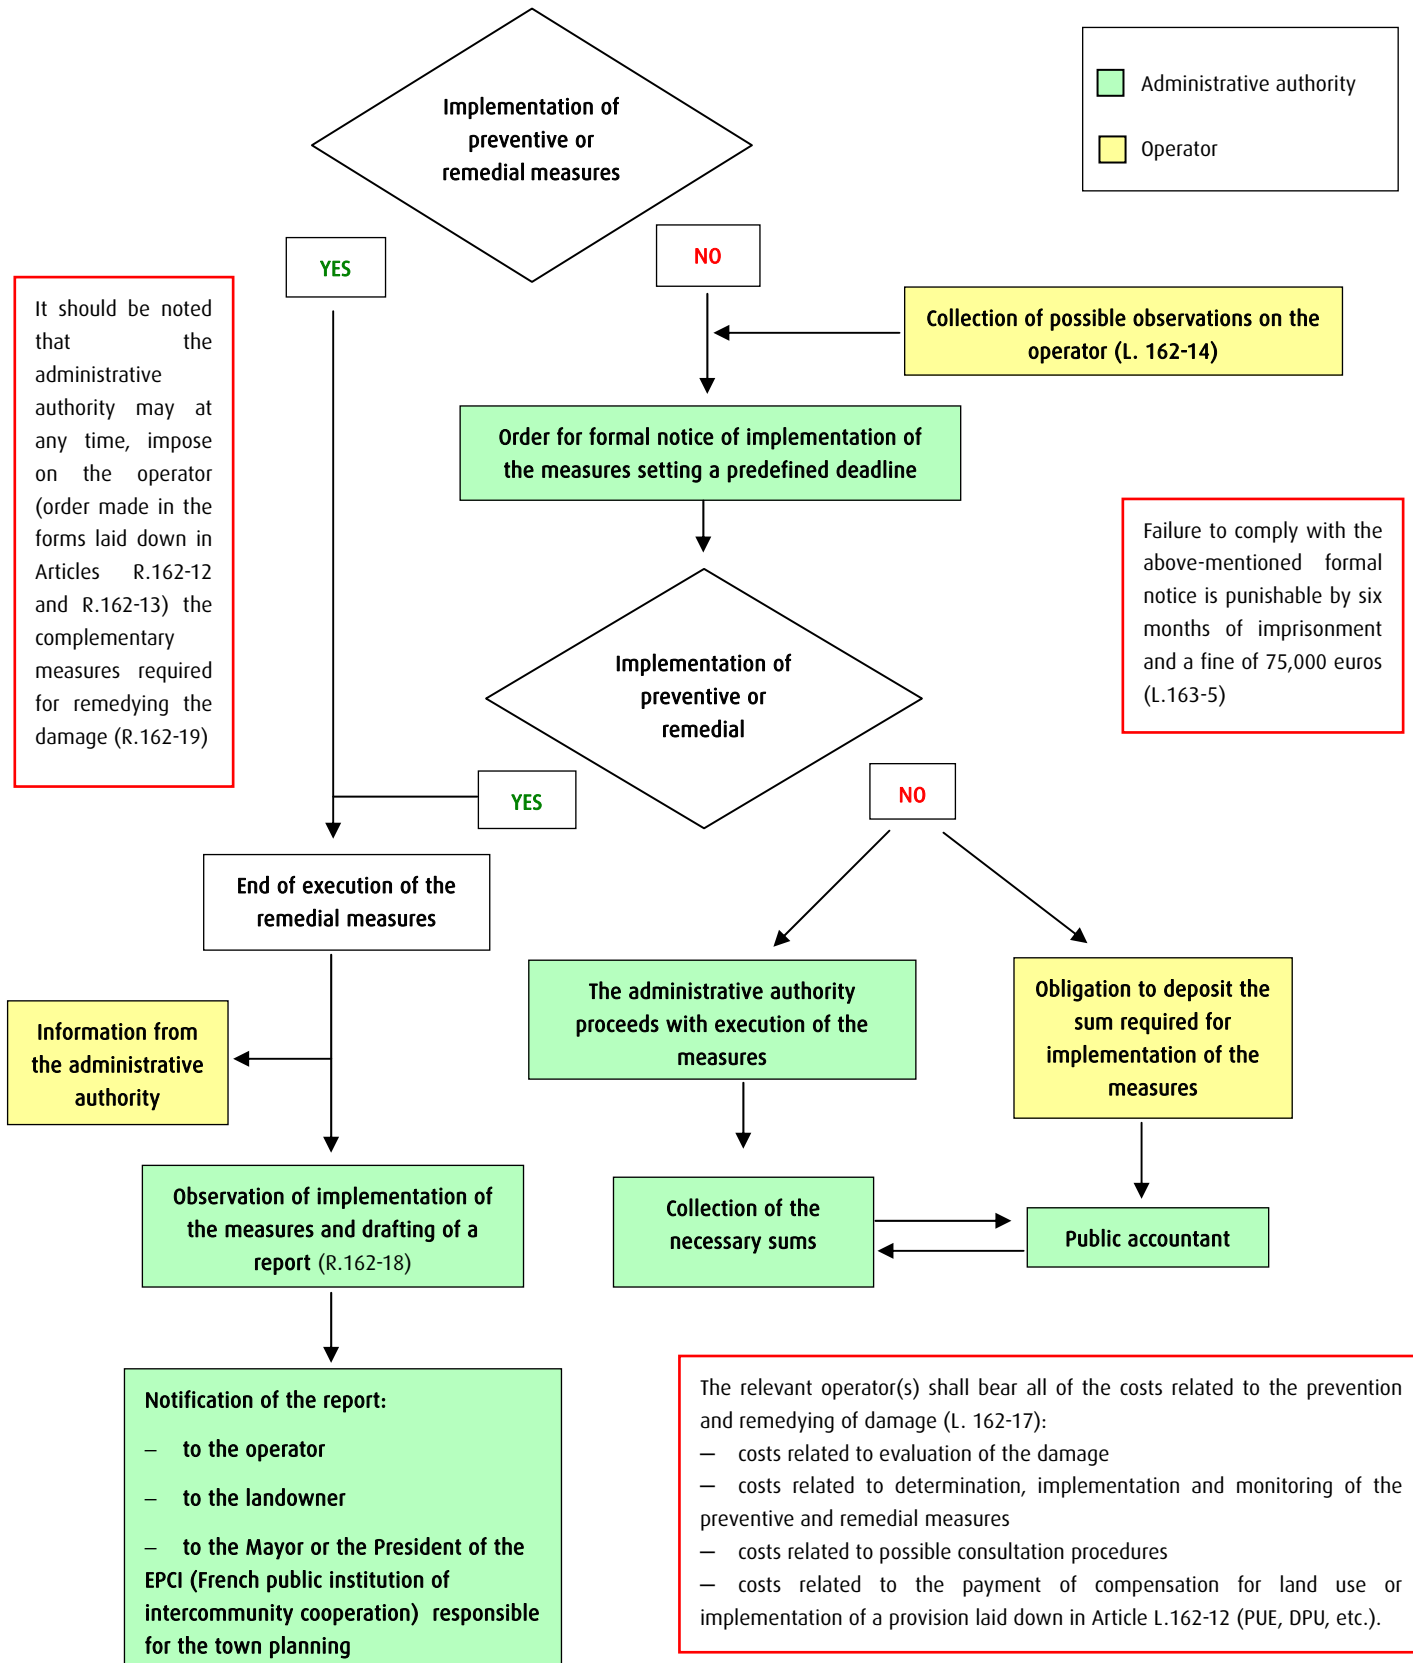 Implementation of
preventive or
remedial measures
Administrative authority
Operator
YES
NO
It should be noted
that the
administrative
authority may at
any time, impose
on the operator
(order made in the
forms laid down in
Articles R.162-12
and R.162-13) the
complementary
measures required
for remedying the
damage (R.162-19)
Collection of possible observations on the
operator (L. 162-14)
Order for formal notice of implementation of
the measures setting a predefined deadline
Failure to comply with the
above-mentioned formal
notice is punishable by six
months of imprisonment
and a fine of 75,000 euros
(L.163-5)
Implementation of
preventive or
remedial
YES
NO
End of execution of the
remedial measures
Information from
the administrative
authority
The administrative authority
proceeds with execution of the
measures
Obligation to deposit the
sum required for
implementation of the
measures
Observation of implementation of
the measures and drafting of a
report (R.162-18)
Collection of the
necessary sums
Public accountant
Notification of the report:
– to the operator
– to the landowner
– to the Mayor or the President of the
EPCI (French public institution of
intercommunity cooperation) responsible
for the town planning
The relevant operator(s) shall bear all of the costs related to the prevention
and remedying of damage (L. 162-17):
— costs related to evaluation of the damage
— costs related to determination, implementation and monitoring of the
preventive and remedial measures
— costs related to possible consultation procedures
— costs related to the payment of compensation for land use or
implementation of a provision laid down in Article L.162-12 (PUE, DPU, etc.).